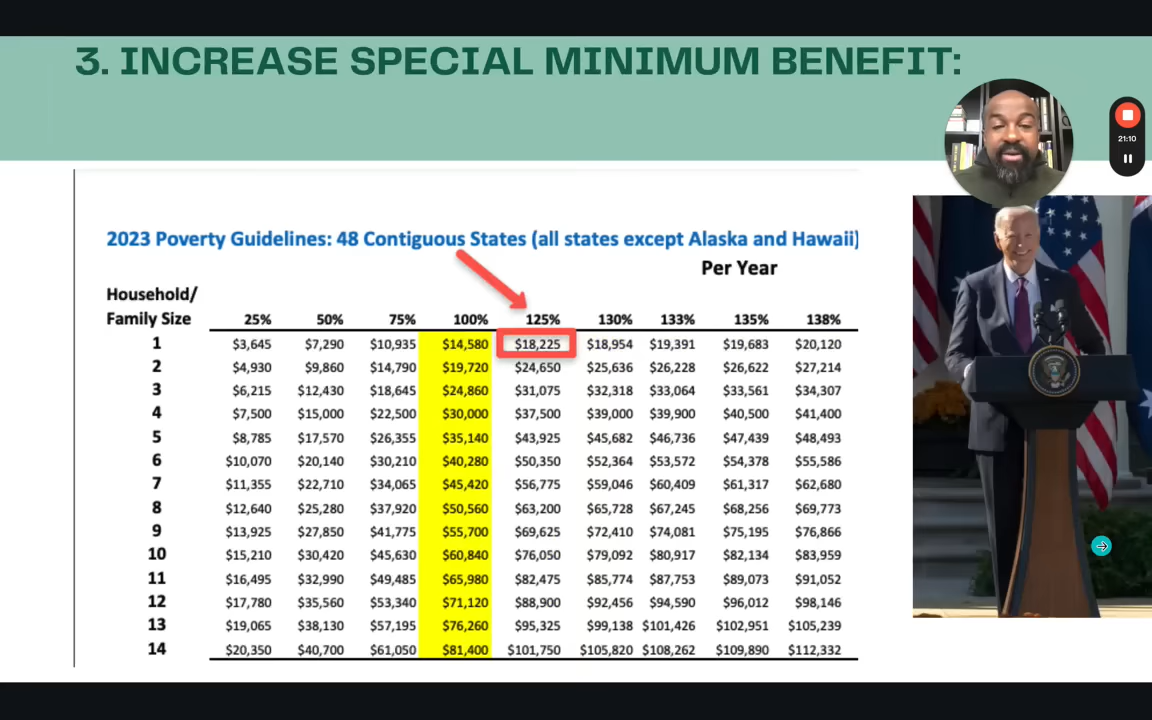 3. INCREASE SPECIAL MINIMUM BENEFIT:
21:10
2023 Poverty Guidelines: 48 Contiguous States (all states except Alaska and Hawaii)
Per Year
Household/
Family Size 25% 50% 75% 100% 125% 130% 133% 135% 138%
1 $3,645 $7,290 $10,935 $14,580 $18,225 $18,954 $19,391 $19,683 $20,120
2 $4,930 $9,860 $14,790 $19,720 $24,650 $25,636 $26,228 $26,622 $27,214
3 $6,215 $12,430 $18,645 $24,860 $31,075 $32,318 $33,064 $33,561 $34,307
4 $7,500 $15,000 $22,500 $30,000 $37,500 $39,000 $39,900 $40,500 $41,400
5 $8,785 $17,570 $26,355 $35,140 $43,925 $45,682 $46,736 $47,439 $48,493
6 $10,070 $20,140 $30,210 $40,280 $50,350 $52,364 $53,572 $54,378 $55,586
7 $11,355 $22,710 $34,065 $45,420 $56,775 $59,046 $60,409 $61,317 $62,680
8 $12,640 $25,280 $37,920 $50,560 $63,200 $65,728 $67,245 $68,256 $69,773
9 $13,925 $27,850 $41,775 $55,700 $69,625 $72,410 $74,081 $75,195 $76,866
10 $15,210 $30,420 $45,630 $60,840 $76,050 $79,092 $80,917 $82,134 $83,959
11 $16,495 $32,990 $49,485 $65,980 $82,475 $85,774 $87,753 $89,073 $91,052
12 $17,780 $35,560 $53,340 $71,120 $88,900 $92,456 $94,590 $96,012 $98,146
13 $19,065 $38,130 $57,195 $76,260 $95,325 $99,138 $101,426 $102,951 $105,239
14 $20,350 $40,700 $61,050 $81,400 $101,750 $105,820 $108,262 $109,890 $112,332